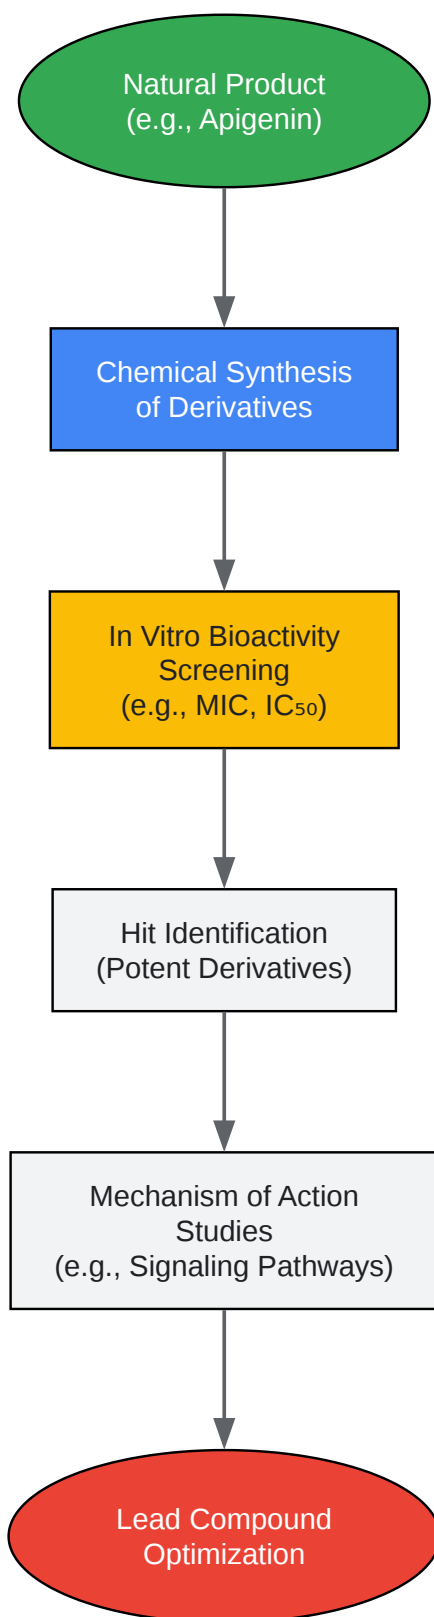 Natural Product
(e.g., Apigenin)
Chemical Synthesis
of Derivatives
In Vitro Bioactivity
Screening
(e.g., MIC, IC₅₀)
Hit Identification
(Potent Derivatives)
Mechanism of Action
Studies
(e.g., Signaling Pathways)
Lead Compound
Optimization